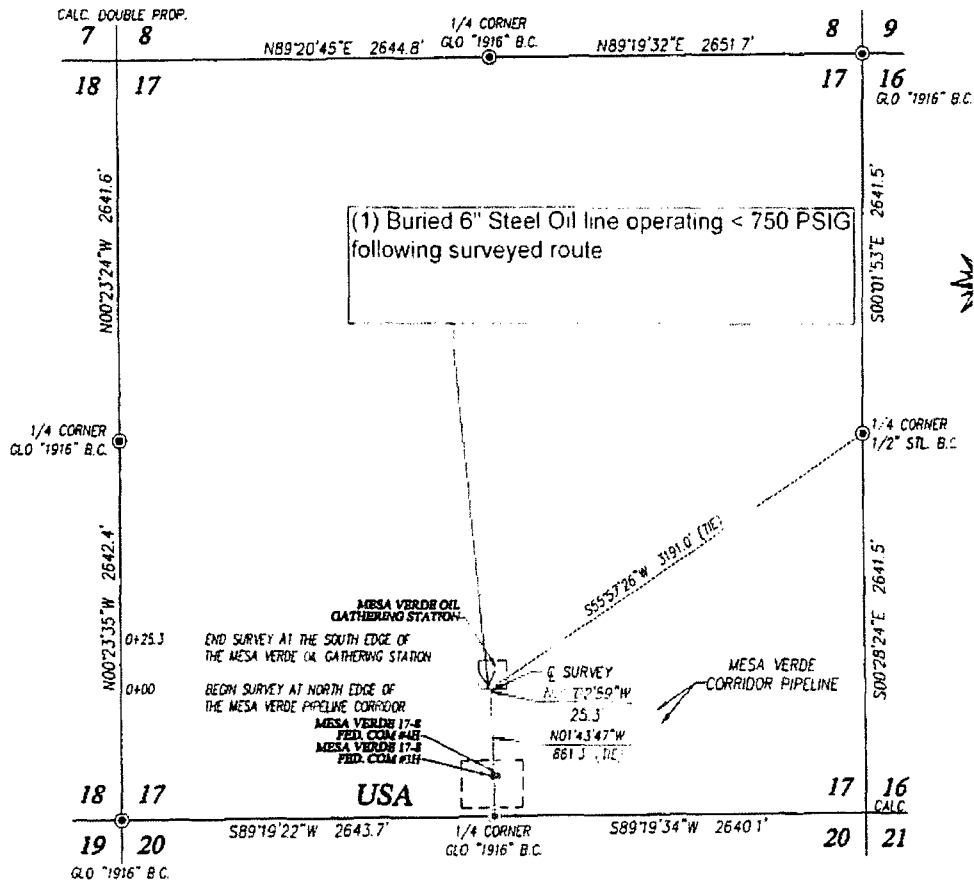 CALC. DOUBLE PROP.
7 8
18 17
N89°20'45"E 2644.8'
1/4 CORNER
GLO "1916" B.C.
N89°19'32"E 2651.7'
8 9
17 16
GLO "1916" B.C.
N00°23'24"W 2641.6'
(1) Buried 6" Steel Oil line operating < 750 PSIG
following surveyed route
S00°01'53"E 2641.5'
1/4 CORNER
GLO "1916" B.C.
1/4 CORNER
1/2" STL. B.C.
N00°23'35"W 2642.4'
S55°57'26"W 3191.0' (TIE)
S00°28'24"E 2641.5'
MESA VERDE OIL
GATHERING STATION
0+25.3 END SURVEY AT THE SOUTH EDGE OF
THE MESA VERDE OIL GATHERING STATION
0+00 BEGIN SURVEY AT NORTH EDGE OF
THE MESA VERDE PIPELINE CORRIDOR
℄ SURVEY
25.3'
MESA VERDE
CORRIDOR PIPELINE
N01°43'47"W
861.3' (TIE)
MESA VERDE 17-8
FED. COM #4H
MESA VERDE 17-8
FED. COM #3H
USA
18 17
19 20
GLO "1916" B.C.
S89°19'22"W 2643.7'
1/4 CORNER
GLO "1916" B.C.
S89°19'34"W 2640.1'
17 16
CALC.
20 21